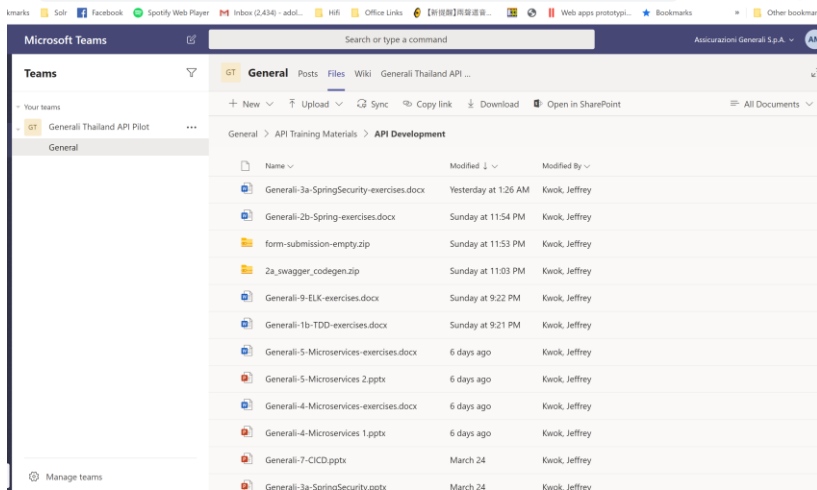 kmarks Solr Facebook Spotify Web Player Inbox (2,434) - adol... Hifi Office Links 【新提醒】雨聲道音... Web apps prototypi... Bookmarks » Other bookmar
Microsoft Teams Search or type a command Assicurazioni Generali S.p.A. AM
Teams GT General Posts Files Wiki Generali Thailand API ...
+ New Upload Sync Copy link Download Open in SharePoint All Documents
Your teams
GT Generali Thailand API Pilot ...
General
General > API Training Materials > API Development
Name Modified ↓ Modified By
Generali-3a-SpringSecurity-exercises.docx Yesterday at 1:26 AM Kwok, Jeffrey
Generali-2b-Spring-exercises.docx Sunday at 11:54 PM Kwok, Jeffrey
form-submission-empty.zip Sunday at 11:53 PM Kwok, Jeffrey
2a_swagger_codegen.zip Sunday at 11:03 PM Kwok, Jeffrey
Generali-9-ELK-exercises.docx Sunday at 9:22 PM Kwok, Jeffrey
Generali-1b-TDD-exercises.docx Sunday at 9:21 PM Kwok, Jeffrey
Generali-5-Microservices-exercises.docx 6 days ago Kwok, Jeffrey
Generali-5-Microservices 2.pptx 6 days ago Kwok, Jeffrey
Generali-4-Microservices-exercises.docx 6 days ago Kwok, Jeffrey
Generali-4-Microservices 1.pptx 6 days ago Kwok, Jeffrey
Generali-7-CICD.pptx March 24 Kwok, Jeffrey
Generali-3a-SpringSecurity.pptx March 24 Kwok, Jeffrey
Manage teams